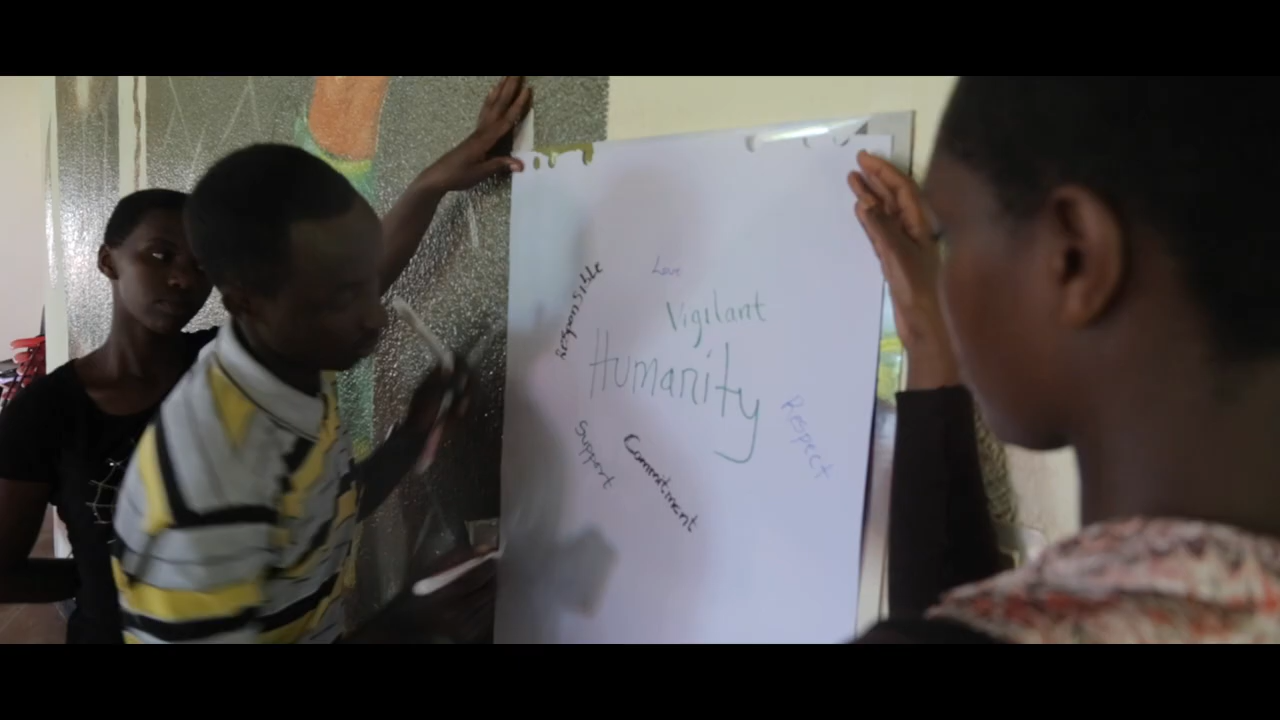 Love
responsible
Vigilant
Humanity
Respect
Support
Commitment